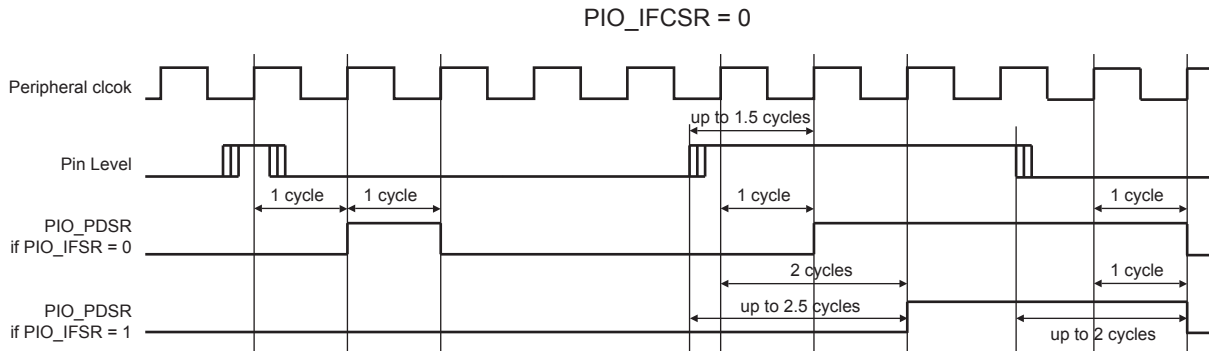 PIO_IFCSR = 0
Peripheral clcok
up to 1.5 cycles
Pin Level
1 cycle
1 cycle
1 cycle
1 cycle
PIO_PDSR
if PIO_IFSR = 0
2 cycles
1 cycle
PIO_PDSR
if PIO_IFSR = 1
up to 2.5 cycles
up to 2 cycles